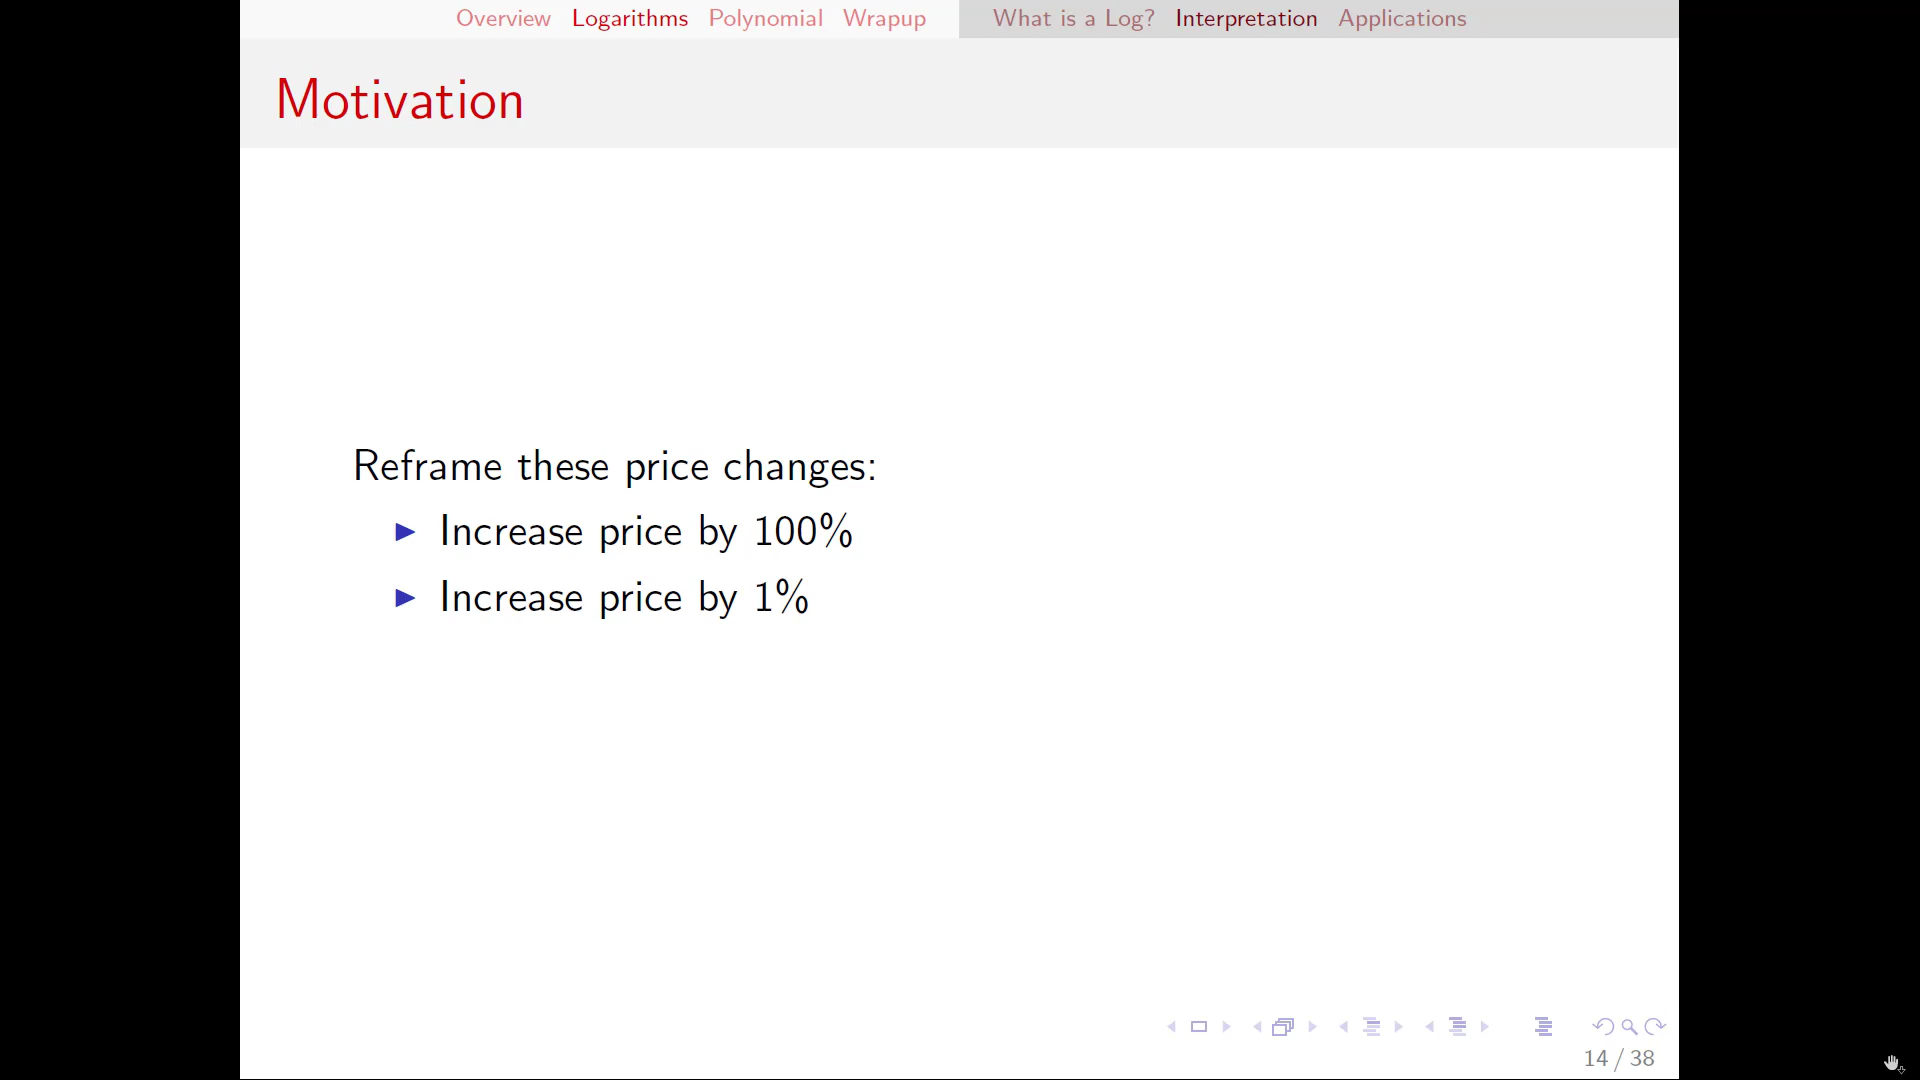 Overview Logarithms Polynomial Wrapup What is a Log? Interpretation Applications
Motivation
Reframe these price changes:
▶ Increase price by 100%
▶ Increase price by 1%
14 / 38